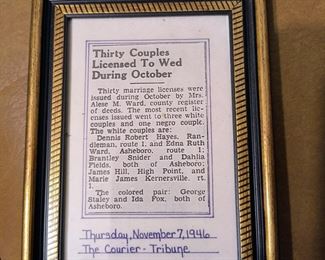 Thirty Couples
Licensed To Wed
During October
Thirty marriage licenses were
issued during October by Mrs.
Alese M. Ward, county register
of deeds. The most recent li-
censes issued went to three white
couples and one negro couple.
The white couples are:
Dennis Robert Hayes, Ran-
dleman, route 1, and Edna Ruth
Ward, Asheboro, route 1;
Brantley Snider and Dahlia
Fields, both of Asheboro;
James Hill, High Point, and
Marie James Kernersville, rt.
1.
The colored pair: George
Staley and Ida Fox, both of
Asheboro.
Thursday, November 7, 1946
The Courier - Tribune